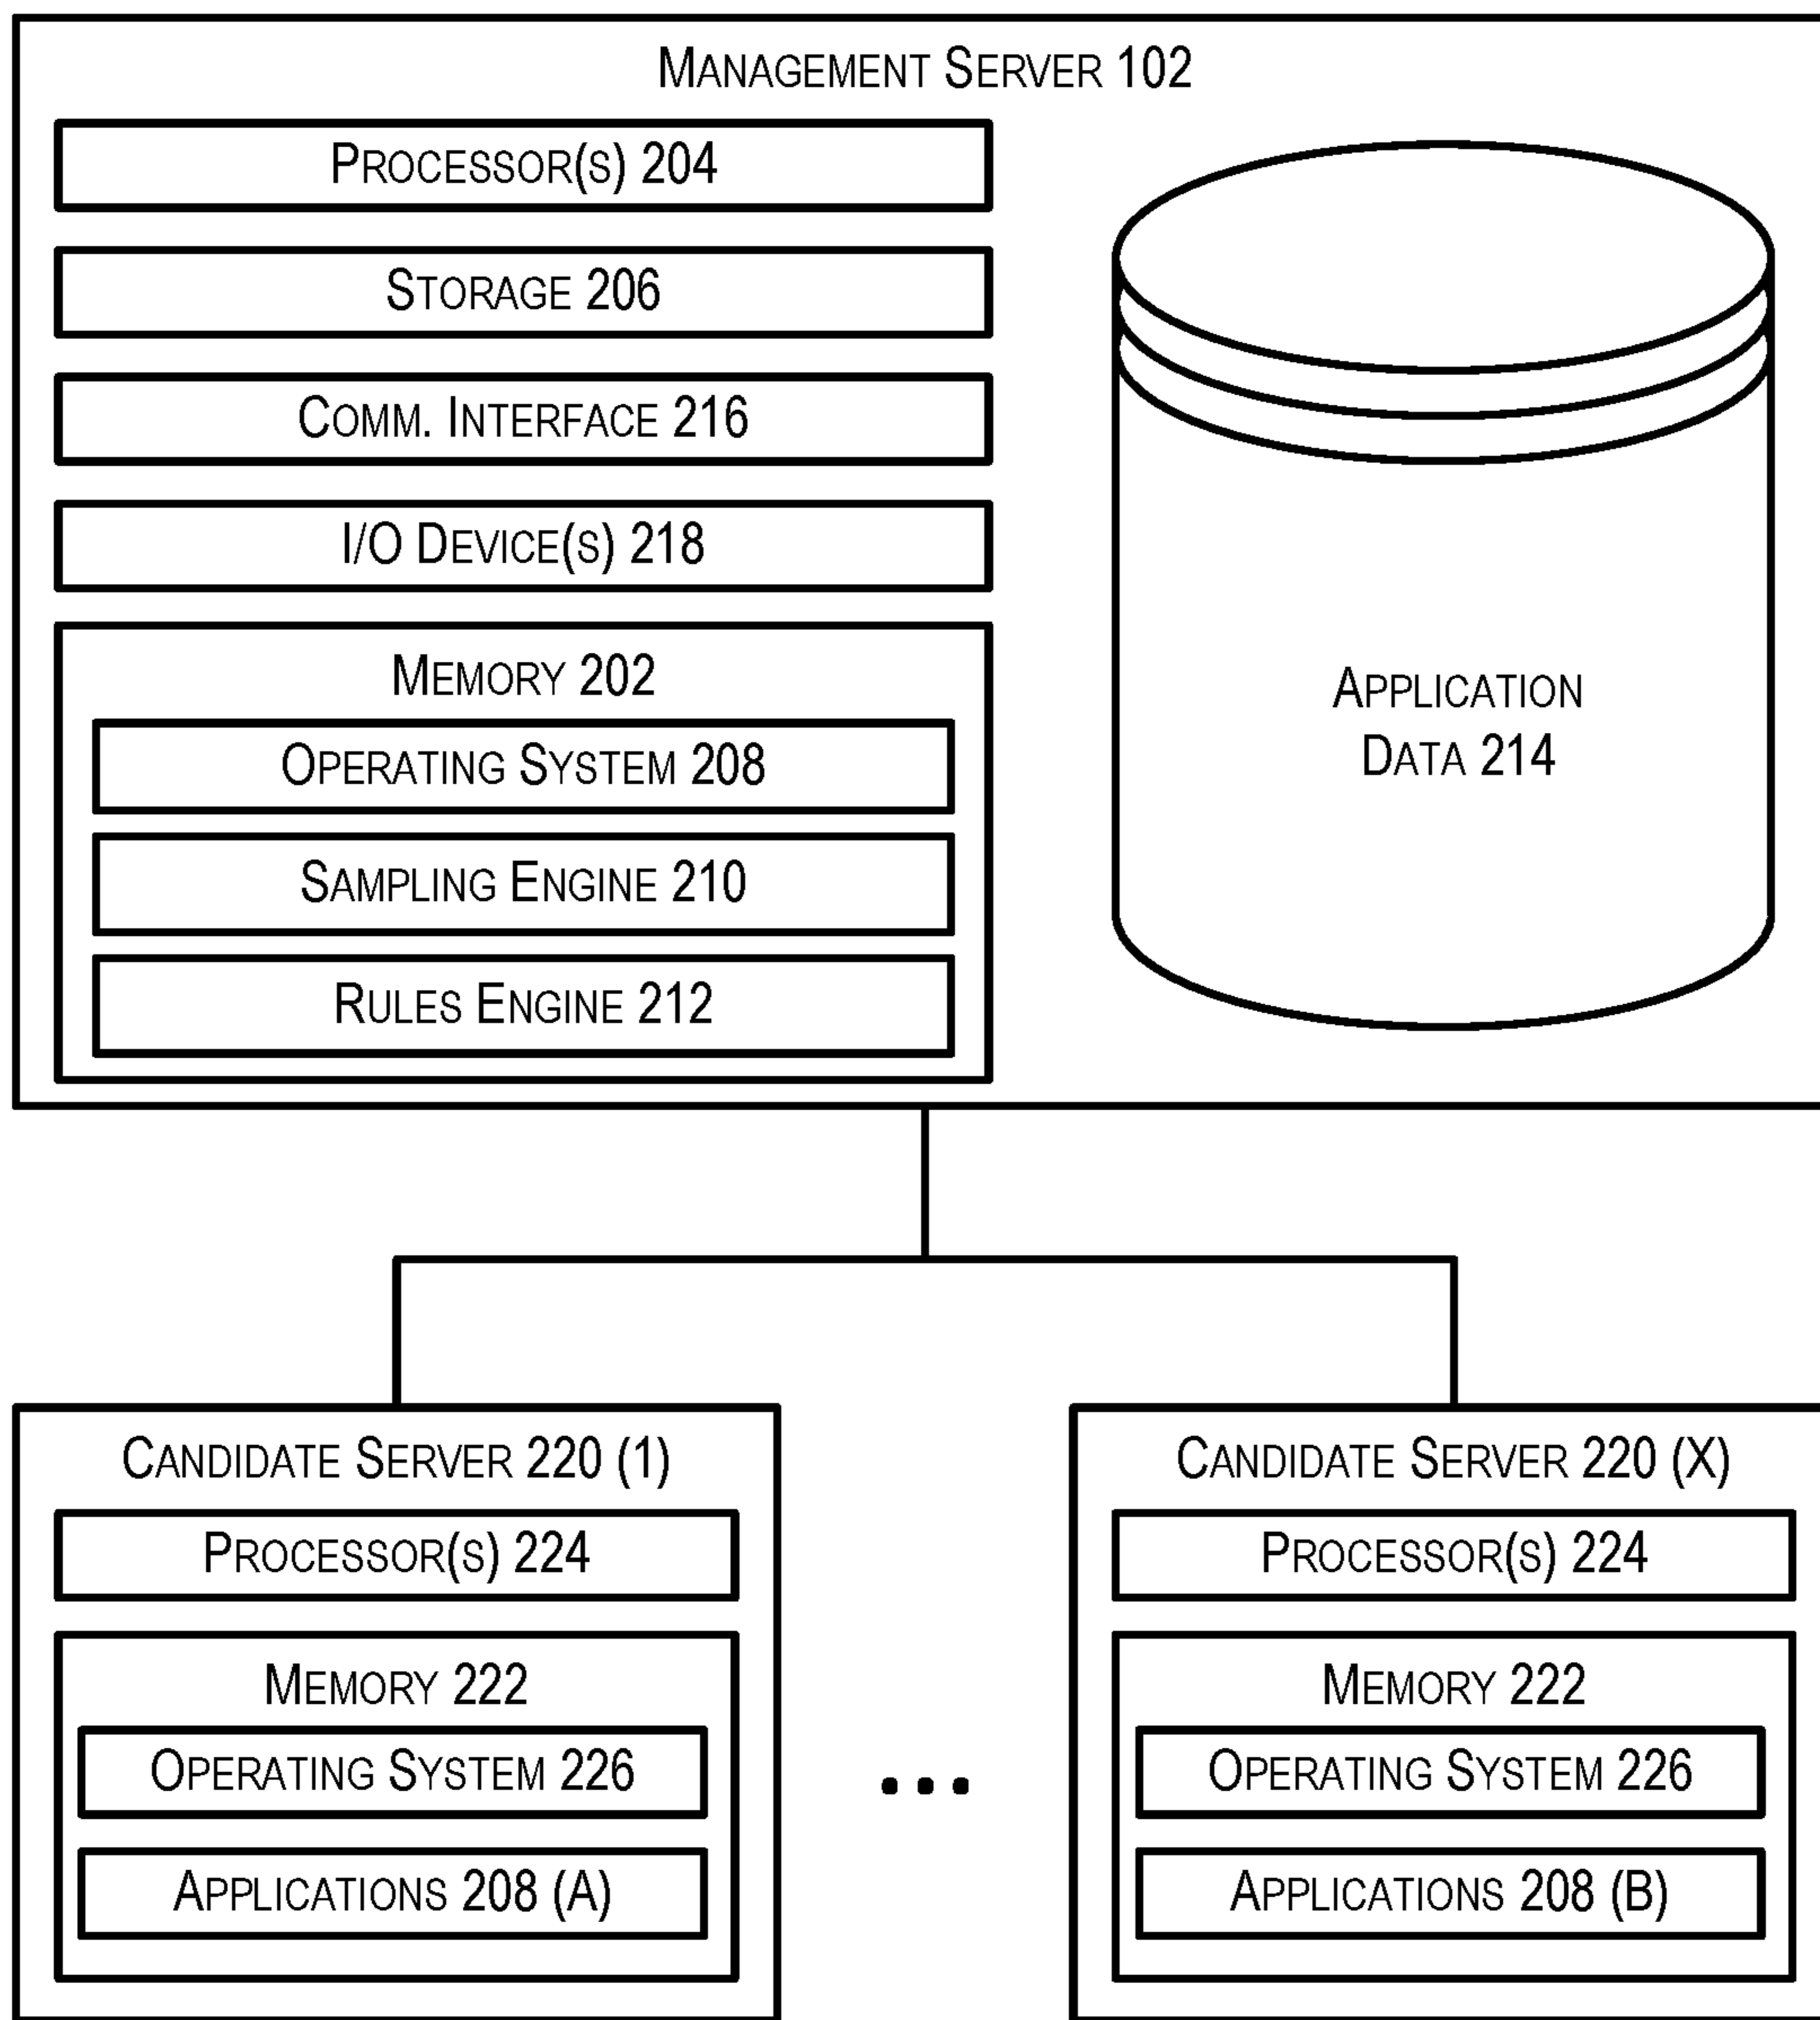 MANAGEMENT SERVER 102
PROCESSOR(S) 204
STORAGE 206
COMM. INTERFACE 216
I/O DEVICE(S) 218
MEMORY 202
OPERATING SYSTEM 208
SAMPLING ENGINE 210
RULES ENGINE 212
APPLICATION
DATA 214
CANDIDATE SERVER 220 (1)
PROCESSOR(S) 224
MEMORY 222
OPERATING SYSTEM 226
APPLICATIONS 208 (A)
...
CANDIDATE SERVER 220 (X)
PROCESSOR(S) 224
MEMORY 222
OPERATING SYSTEM 226
APPLICATIONS 208 (B)